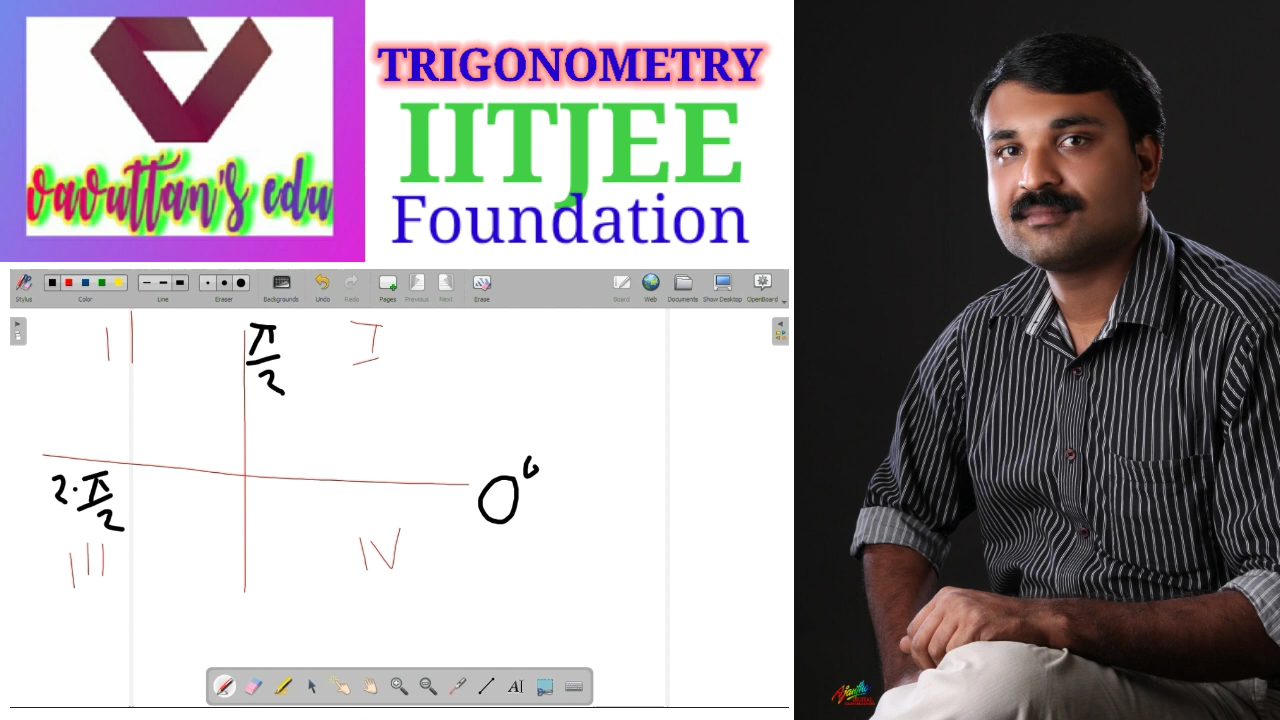 vavuttan's edu
TRIGONOMETRY
IITJEE
Foundation
Stylus Color Line Eraser Backgrounds Undo Redo Pages Previous Next Erase Board Web Documents Show Desktop OpenBoard
II π/2 I
2·π/2 0°
III IV
AI